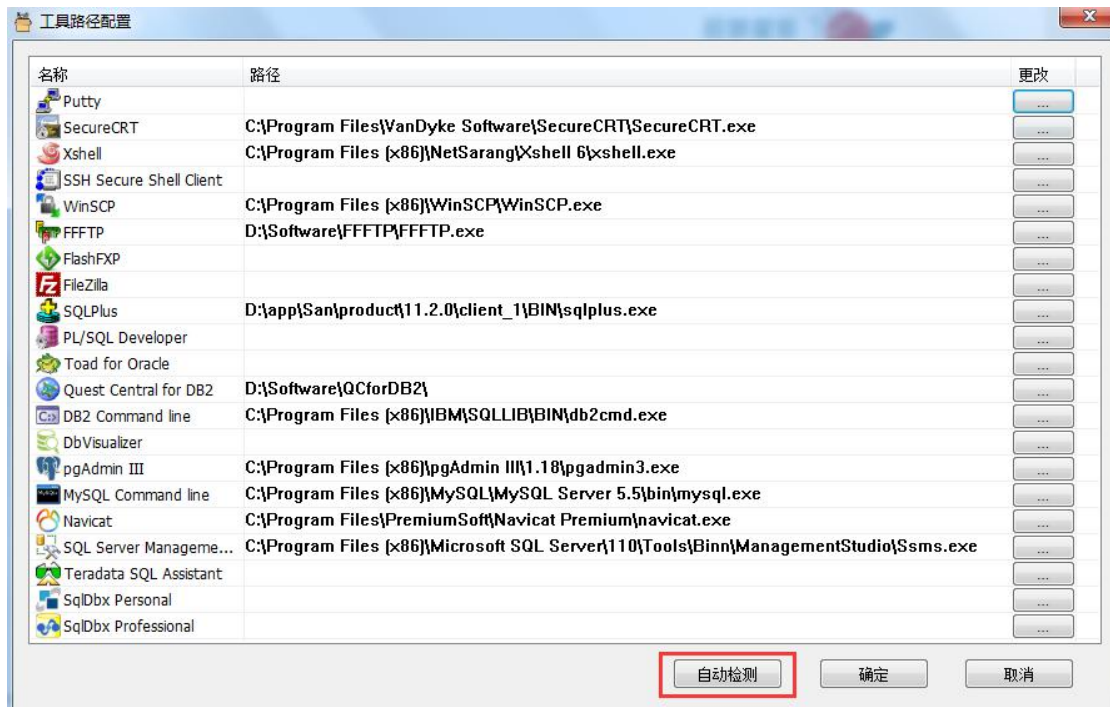 工具路径配置
名称 路径 更改
Putty ...
SecureCRT C:\Program Files\VanDyke Software\SecureCRT\SecureCRT.exe ...
Xshell C:\Program Files (x86)\NetSarang\Xshell 6\xshell.exe ...
SSH Secure Shell Client ...
WinSCP C:\Program Files (x86)\WinSCP\WinSCP.exe ...
FFFTP D:\Software\FFFTP\FFFTP.exe ...
FlashFXP ...
FileZilla ...
SQLPlus D:\app\San\product\11.2.0\client_1\BIN\sqlplus.exe ...
PL/SQL Developer ...
Toad for Oracle ...
Quest Central for DB2 D:\Software\QCforDB2\ ...
DB2 Command line C:\Program Files (x86)\IBM\SQLLIB\BIN\db2cmd.exe ...
DbVisualizer ...
pgAdmin III C:\Program Files (x86)\pgAdmin III\1.18\pgadmin3.exe ...
MySQL Command line C:\Program Files (x86)\MySQL\MySQL Server 5.5\bin\mysql.exe ...
Navicat C:\Program Files\PremiumSoft\Navicat Premium\navicat.exe ...
SQL Server Manageme... C:\Program Files (x86)\Microsoft SQL Server\110\Tools\Binn\ManagementStudio\Ssms.exe ...
Teradata SQL Assistant ...
SqlDbx Personal ...
SqlDbx Professional ...
自动检测 确定 取消